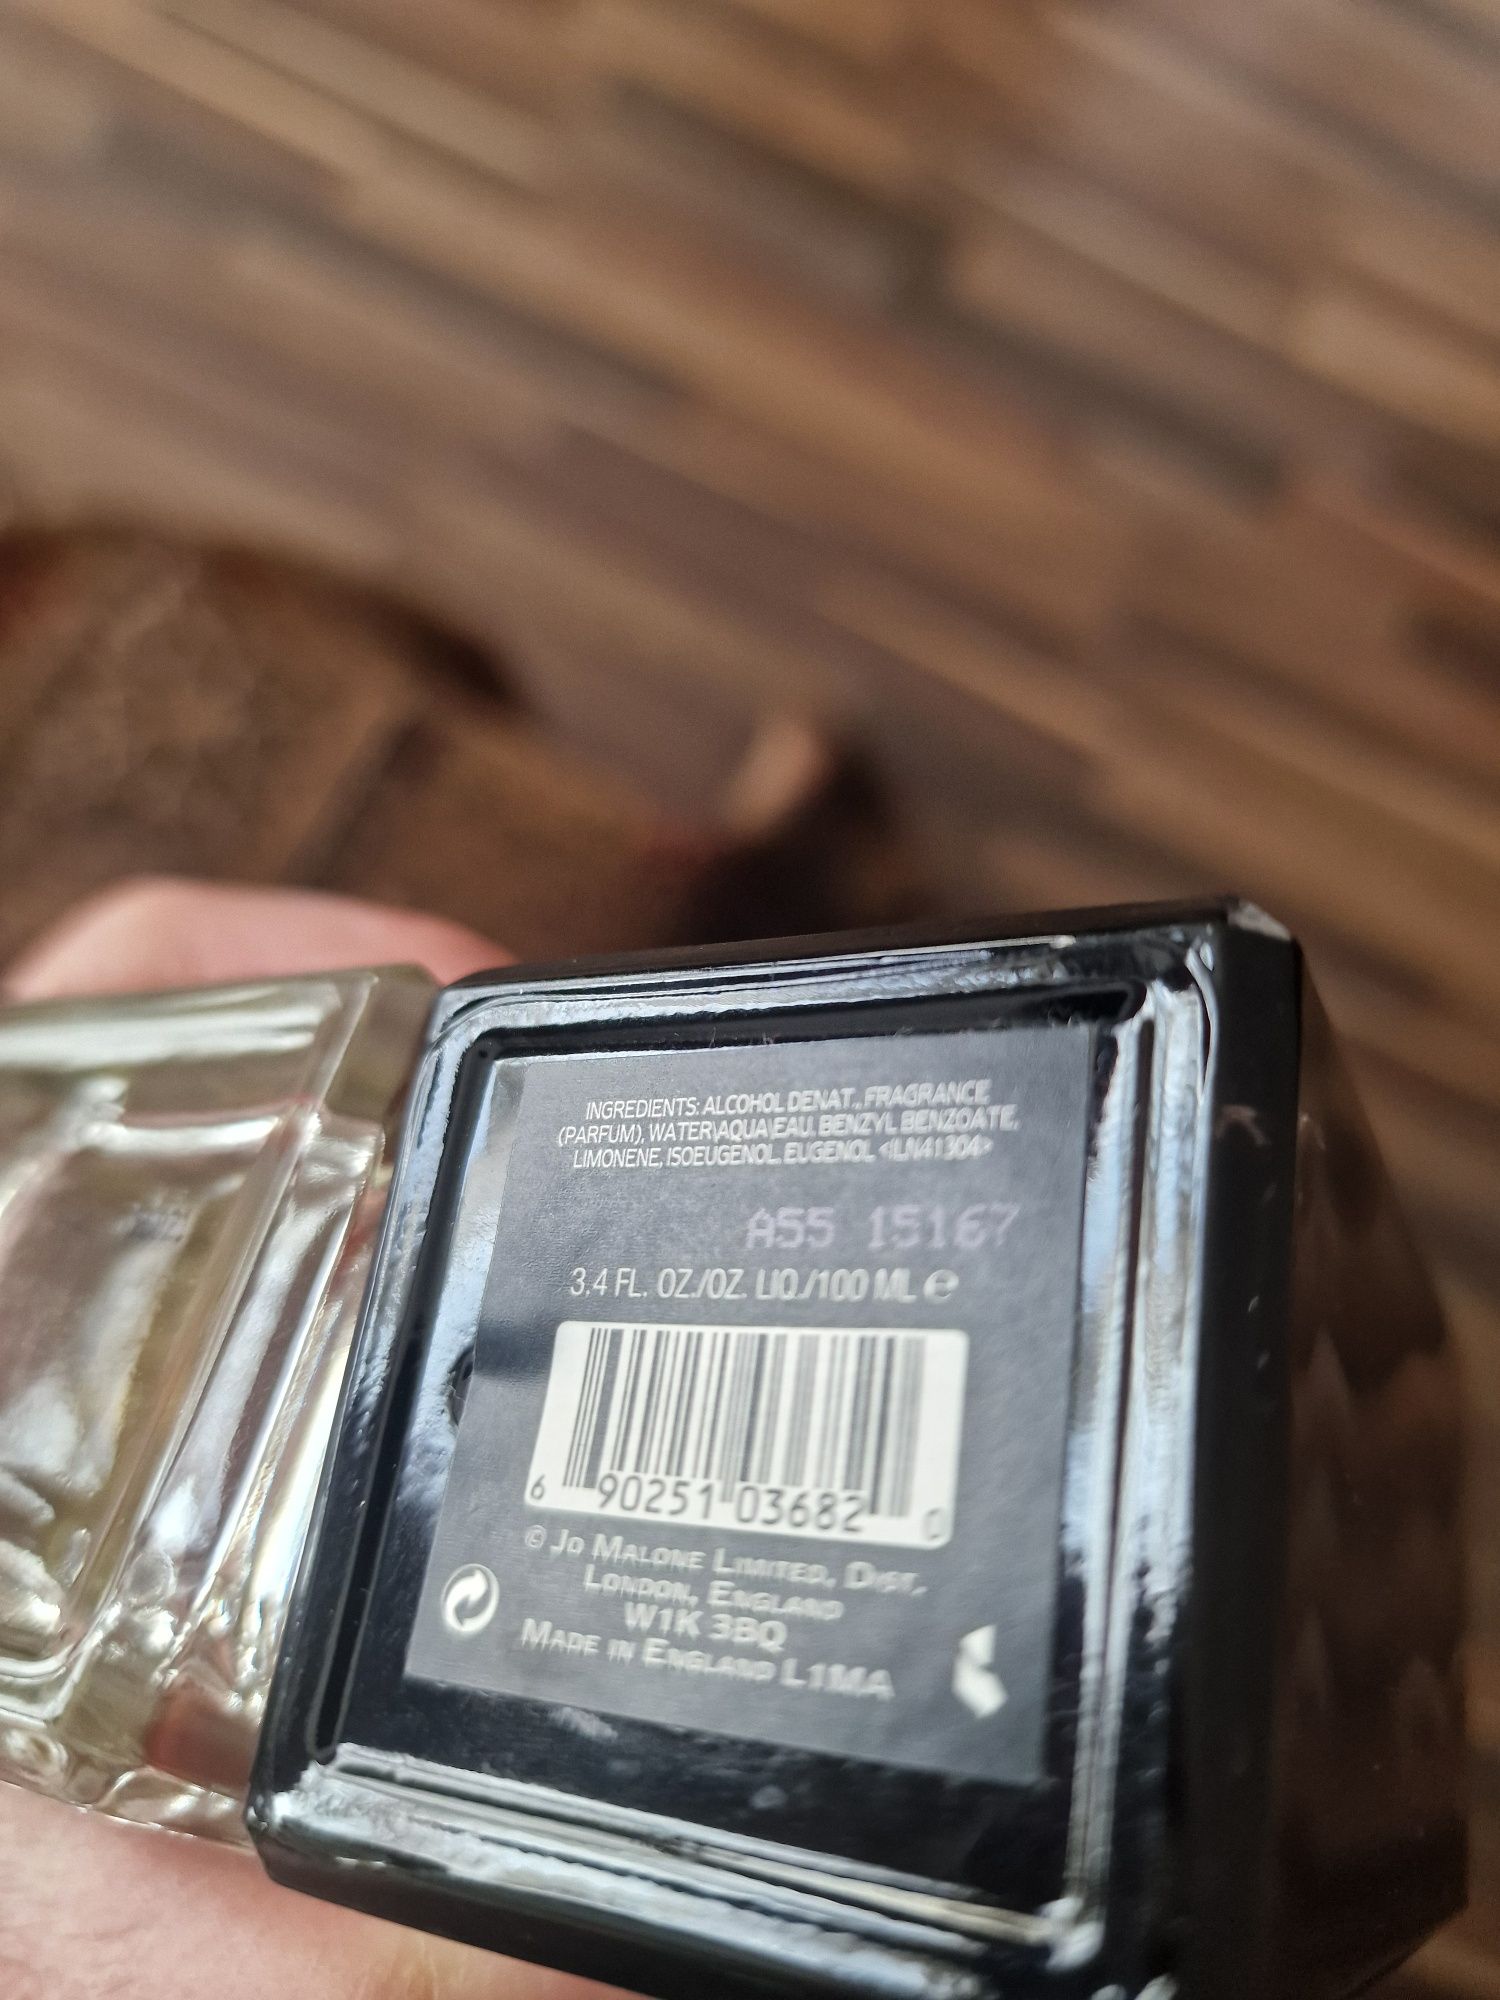 INGREDIENTS: ALCOHOL DENAT., FRAGRANCE
(PARFUM), WATER\AQUA\EAU, BENZYL BENZOATE,
LIMONENE, ISOEUGENOL, EUGENOL <ILN41304>
A55 15167
3.4 FL. OZ./OZ. LIQ./100 ML ℮
6 90251 03682 0
© Jo Malone Limited, Dist.
London, England
W1K 3BQ
Made in England L1MA